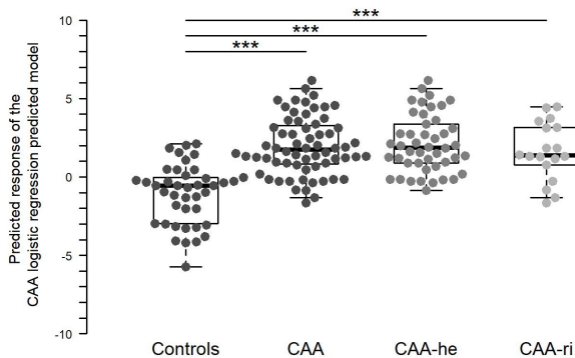 ***
***
***
10
5
0
-5
-10
Predicted response of the
CAA logistic regression predicted model
Controls CAA CAA-he CAA-ri